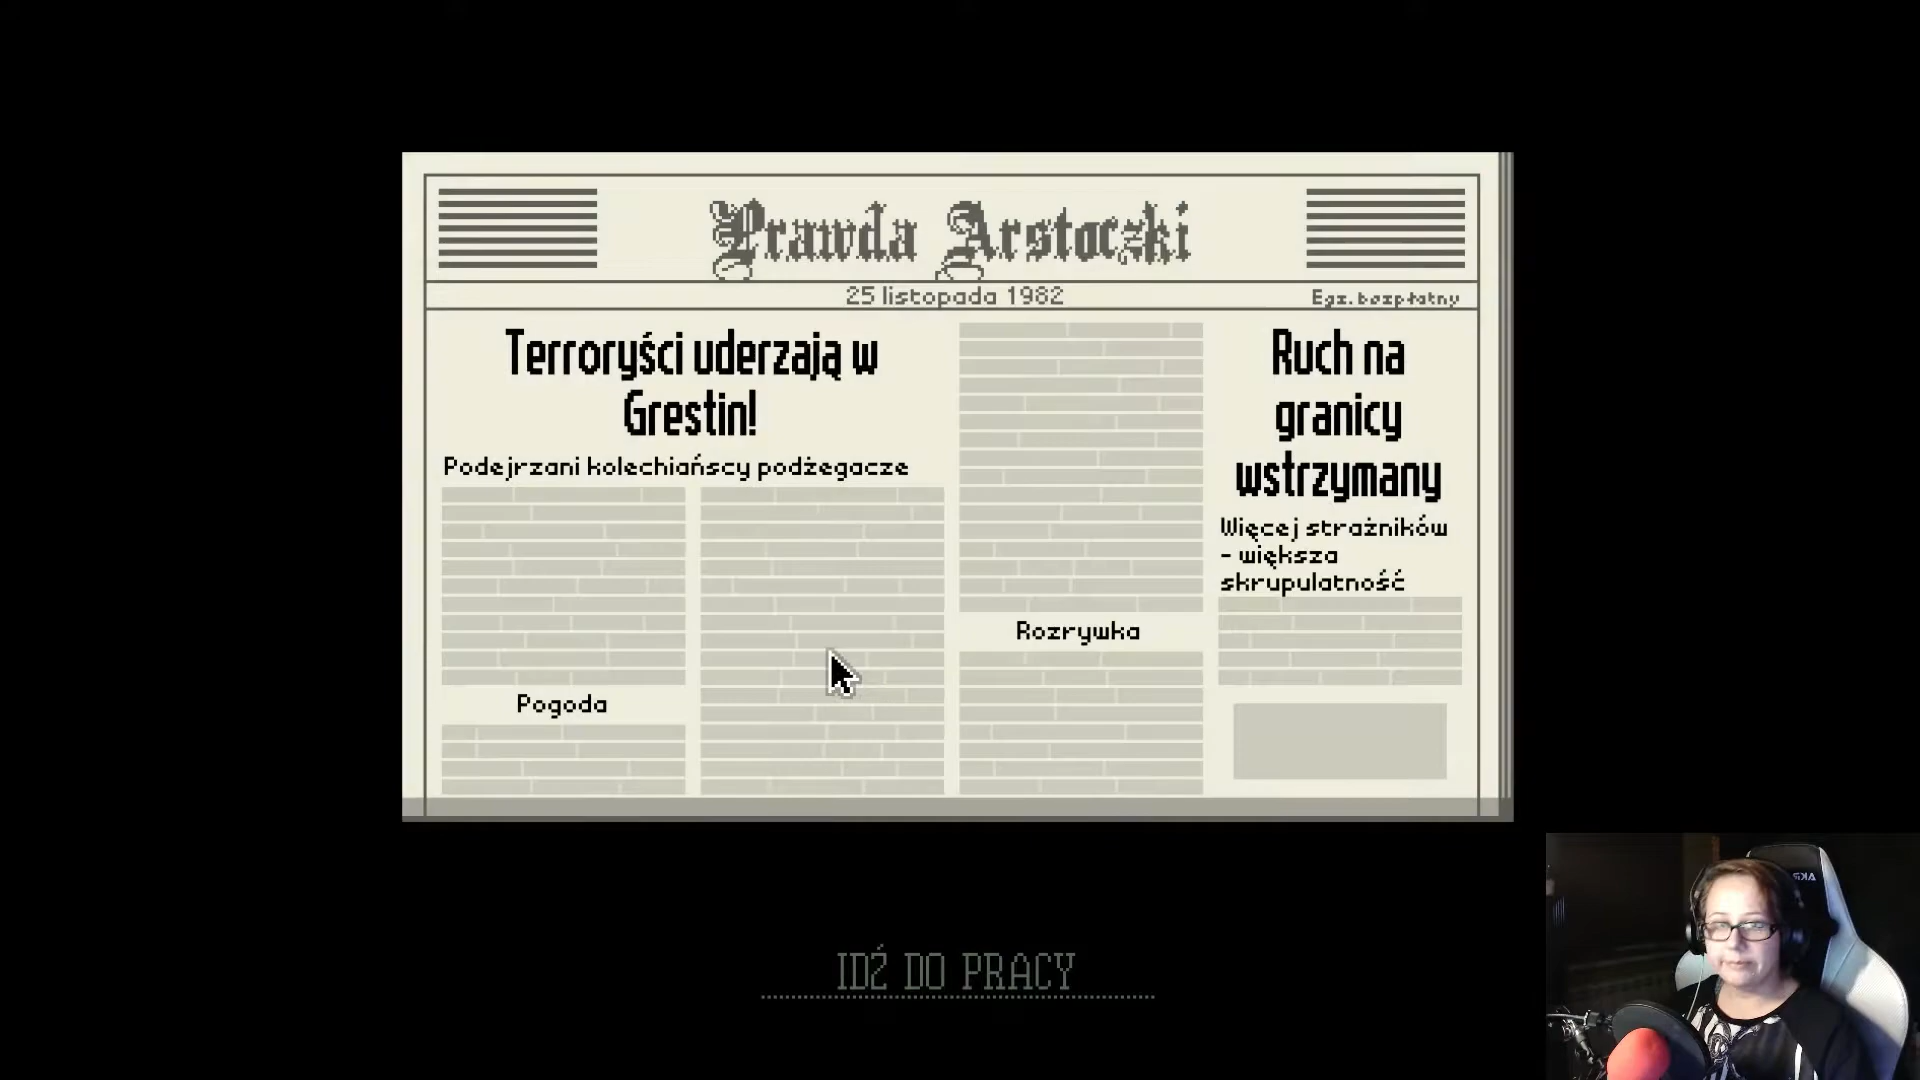 Prawda Arstoczki
25 listopada 1982
Egz. bezpłatny
Terroryści uderzają w
Grestin!
Podejrzani kolechiańscy podżegacze
Pogoda
Rozrywka
Ruch na
granicy
wstrzymany
Więcej strażników
- większa
skrupulatność
IDŹ DO PRACY